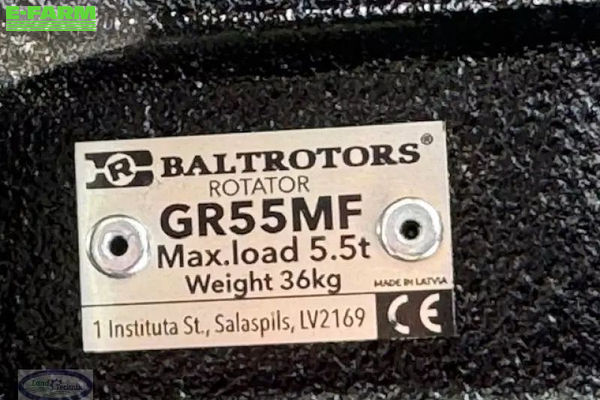 E-FARM
R BALTROTORS®
ROTATOR
GR55MF
Max.load 5.5t
Weight 36kg
MADE IN LATVIA
1 Instituta St., Salaspils, LV2169
CE